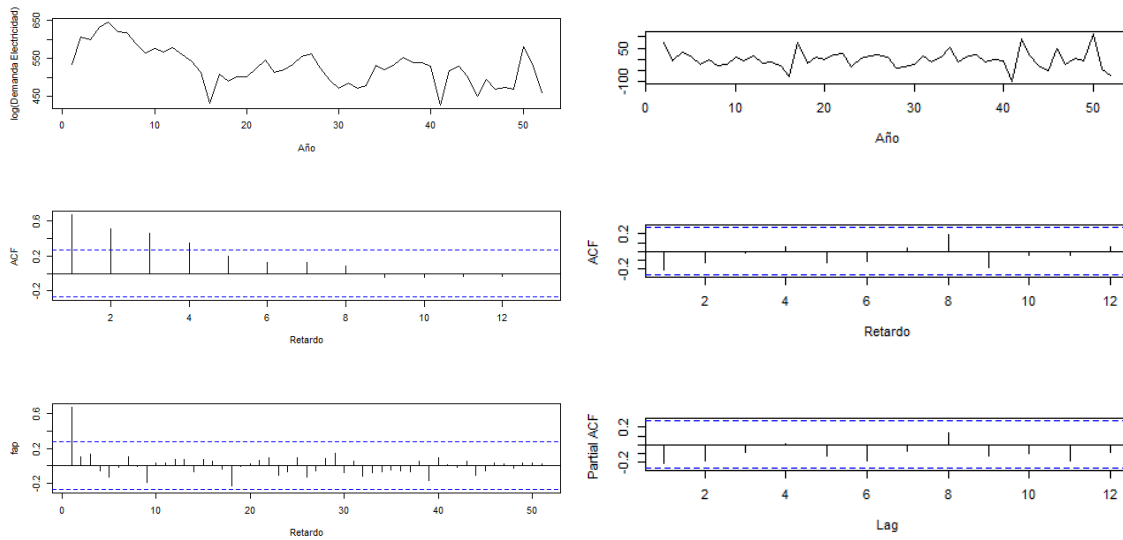 log(Demanda Electricidad)
450 550 650
0 10 20 30 40 50
Año
ACF
-0.2 0.2 0.6
2 4 6 8 10 12
Retardo
fap
-0.2 0.2 0.6
0 10 20 30 40 50
Retardo
-100 50
0 10 20 30 40 50
Año
ACF
-0.2 0.2
2 4 6 8 10 12
Retardo
Partial ACF
-0.2 0.2
2 4 6 8 10 12
Lag